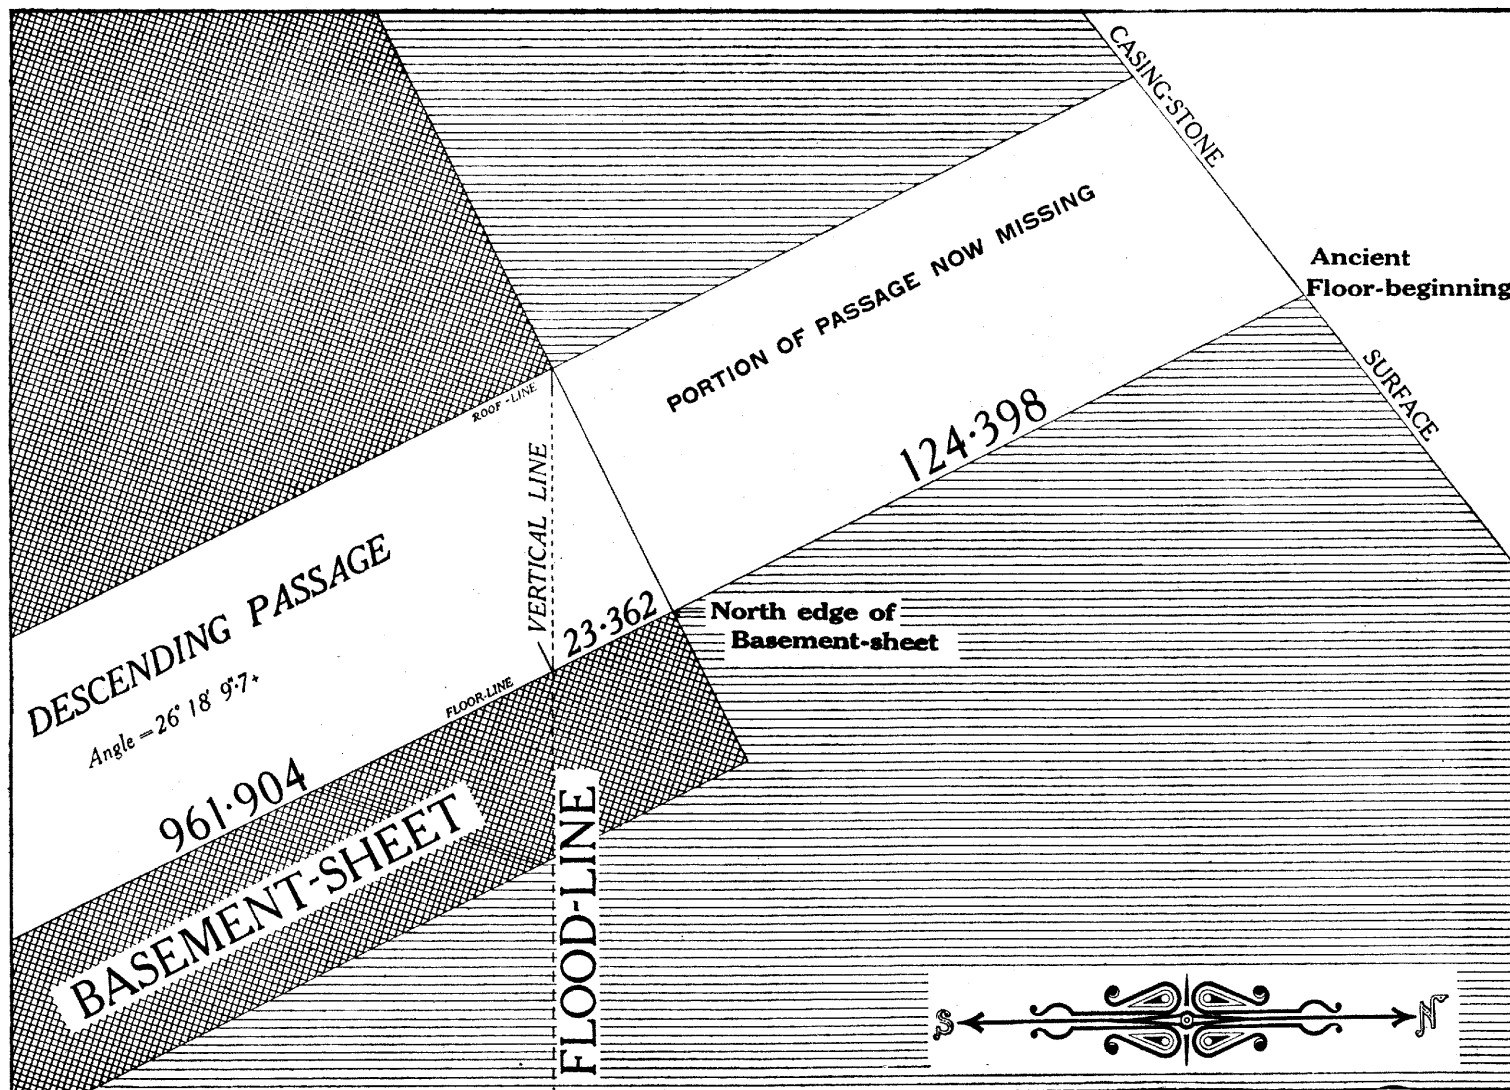 CASING-STONE
SURFACE
PORTION OF PASSAGE NOW MISSING
Ancient
Floor-beginning
124·398
ROOF-LINE
VERTICAL LINE
DESCENDING PASSAGE
Angle = 26° 18' 9"·7+
23·362
North edge of
Basement-sheet
FLOOR-LINE
961·904
BASEMENT-SHEET
FLOOD-LINE
S
N